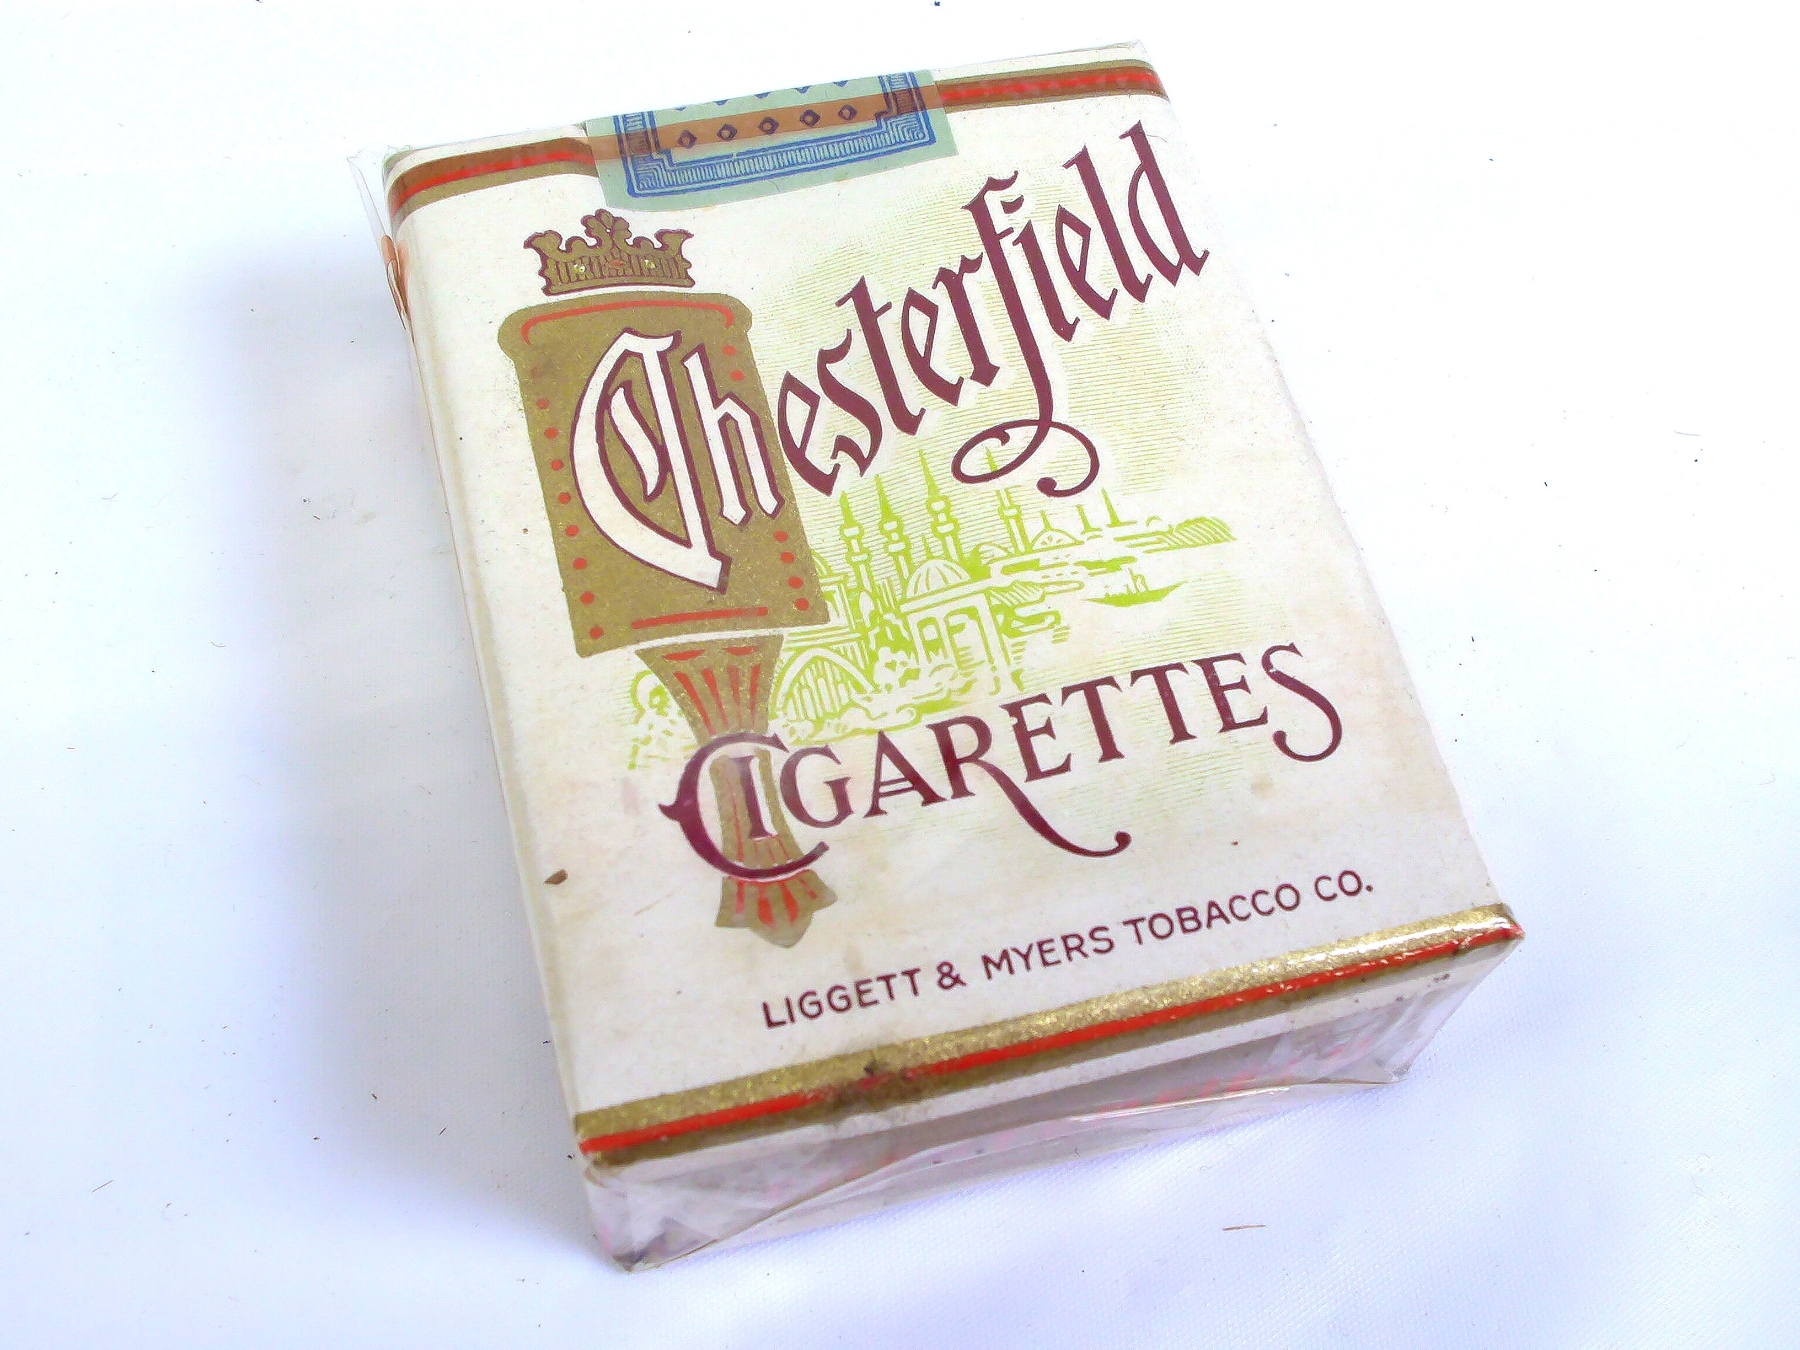 Chesterfield
CIGARETTES
LIGGETT & MYERS TOBACCO CO.